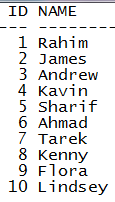 ID NAME
--- ----------
1 Rahim
2 James
3 Andrew
4 Kavin
5 Sharif
6 Ahmad
7 Tarek
8 Kenny
9 Flora
10 Lindsey